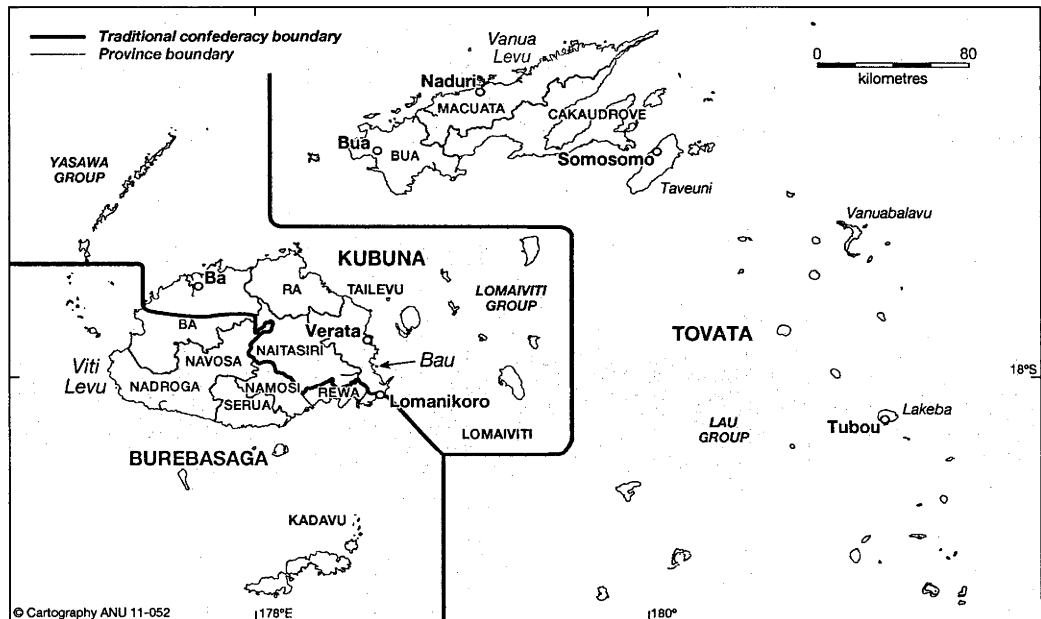 Traditional confederacy boundary
Province boundary
Vanua
Levu
0
80
kilometres
Naduri
MACUATA
CAKAUDROVE
Bua
BUA
Somosomo
Taveuni
YASAWA
GROUP
Vanuabalavu
KUBUNA
Ba
RA
TAILEVU
LOMAIVITI
GROUP
BA
Verata
NAITASIRI
TOVATA
Viti
Levu
NAVOSA
Bau
18°S
NADROGA
NAMOSI
REWA
SERUA
Lomanikoro
Lakeba
LAU
GROUP
Tubou
LOMAIVITI
BUREBASAGA
KADAVU
© Cartography ANU 11-052
178°E
180°